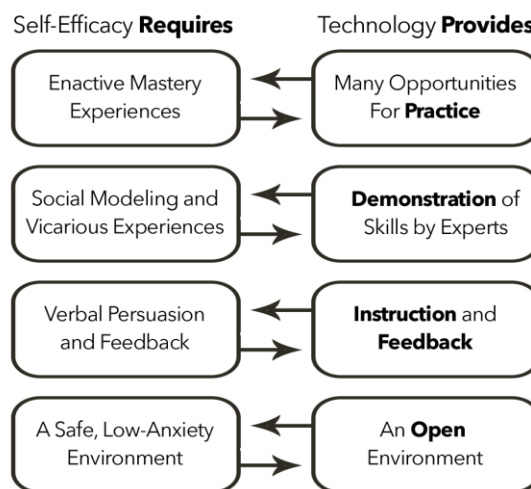 Self-Efficacy Requires
Technology Provides
Enactive Mastery
Experiences
Many Opportunities
For Practice
Social Modeling and
Vicarious Experiences
Demonstration of
Skills by Experts
Verbal Persuasion
and Feedback
Instruction and
Feedback
A Safe, Low-Anxiety
Environment
An Open
Environment